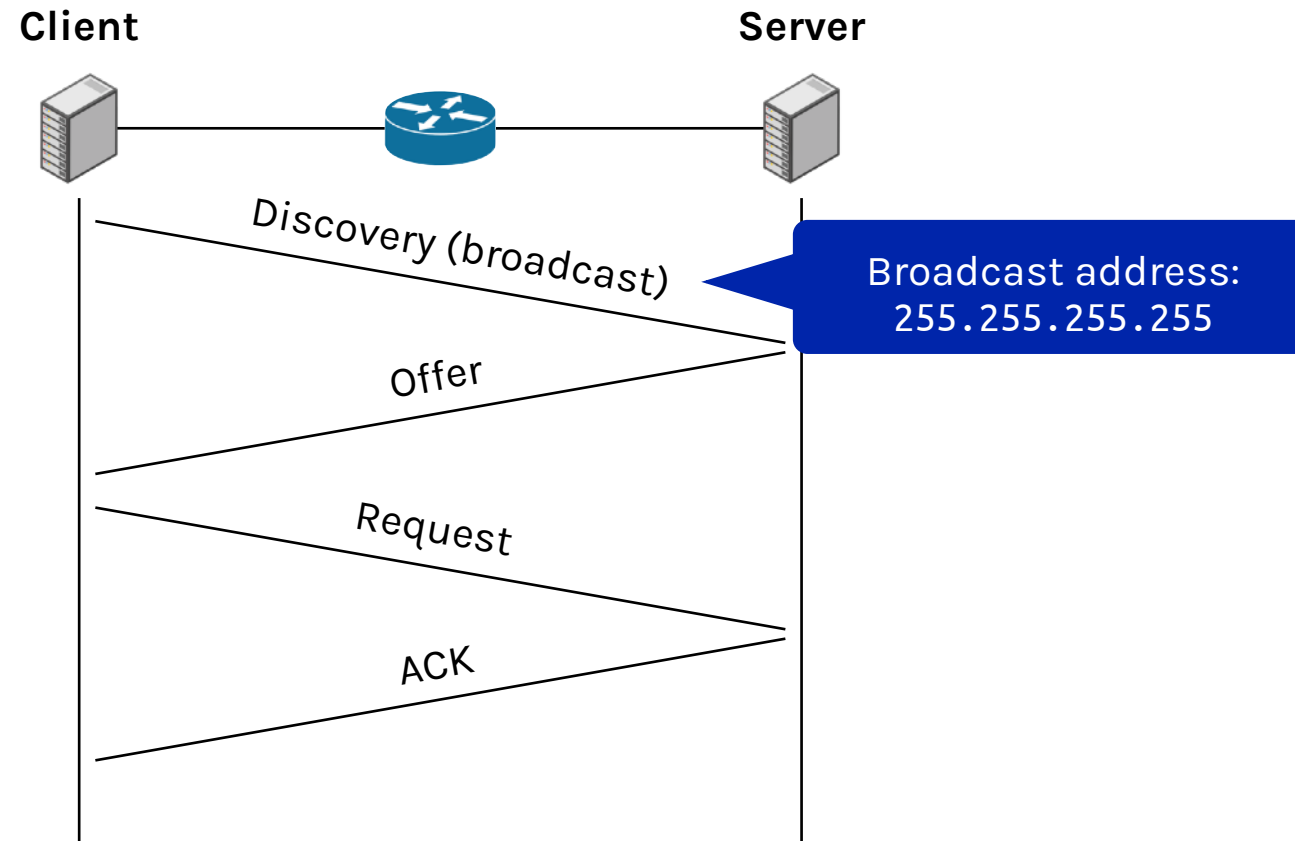 Client
Server
Discovery (broadcast)
Broadcast address:
255.255.255.255
Offer
Request
ACK